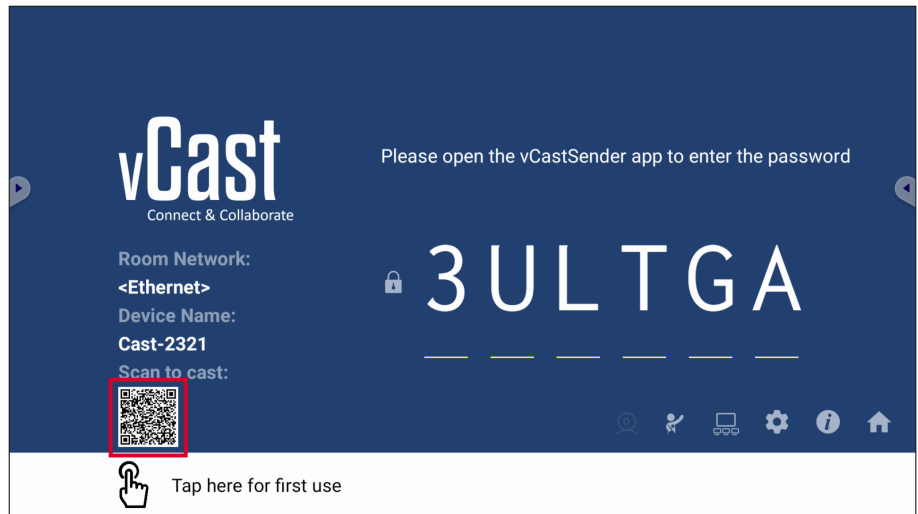 vCast
Connect & Collaborate
Please open the vCastSender app to enter the password
Room Network:
<Ethernet>
Device Name:
Cast-2321
Scan to cast:
3ULTGA
Tap here for first use